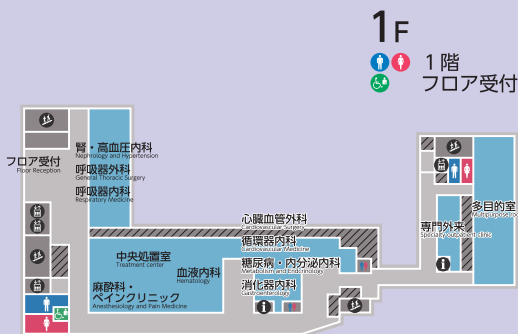 1F
1階
フロア受付
フロア受付
Floor Reception
腎・高血圧内科
Nephrology and Hypertension
呼吸器外科
General Thoracic Surgery
呼吸器内科
Respiratory Medicine
心臓血管外科
Cardiovascular Surgery
循環器内科
Cardiovascular Medicine
糖尿病・内分泌内科
Metabolism and Endocrinology
消化器内科
Gastroenterology
中央処置室
Treatment center
血液内科
Hematology
麻酔科・
ペインクリニック
Anesthesiology and Pain Medicine
多目的室
Multipurpose
専門外来
Specialty outpatient clinic